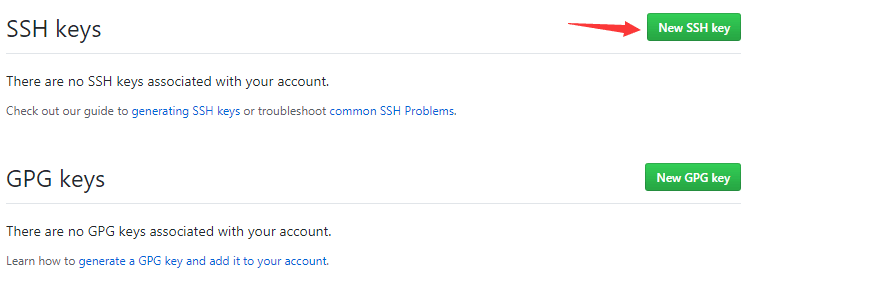 SSH keys
New SSH key
There are no SSH keys associated with your account.
Check out our guide to generating SSH keys or troubleshoot common SSH Problems.
GPG keys
New GPG key
There are no GPG keys associated with your account.
Learn how to generate a GPG key and add it to your account.